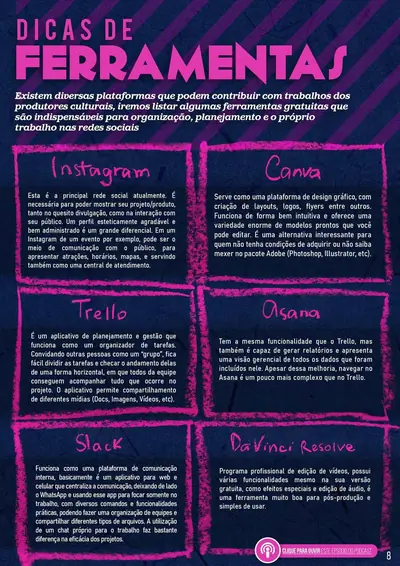 DICAS DE
FERRAMENTAS
Existem diversas plataformas que podem contribuir com trabalhos dos
produtores culturais, iremos listar algumas ferramentas gratuitas que
são indispensáveis para organização, planejamento e o próprio
trabalho nas redes sociais
Instagram
Esta é a principal rede social atualmente. É
necessária para poder mostrar seu projeto/produto,
tanto no quesito divulgação, como na interação com
seu público. Um perfil esteticamente agradável e
bem administrado é um grande diferencial. Em um
Instagram de um evento por exemplo, pode ser o
meio de comunicação com o público, para
apresentar atrações, horários, mapas, e servindo
também como uma central de atendimento.
Canva
Serve como uma plataforma de design gráfico, com
criação de layouts, logos, flyers entre outros.
Funciona de forma bem intuitiva e oferece uma
variedade enorme de modelos prontos que você
pode editar. É uma alternativa interessante para
quem não tenha condições de adquirir ou não saiba
mexer no pacote Adobe (Photoshop, Illustrator, etc).
Trello
É um aplicativo de planejamento e gestão que
funciona como um organizador de tarefas.
Convidando outras pessoas como um "grupo", fica
fácil dividir as tarefas e checar o andamento delas
de uma forma horizontal, em que todos da equipe
conseguem acompanhar tudo que ocorre no
projeto. O aplicativo permite compartilhamento
de diferentes mídias (Docs, Imagens, Vídeos, etc).
Asana
Tem a mesma funcionalidade que o Trello, mas
também é capaz de gerar relatórios e apresenta
uma visão geral de todos os dados que foram
incluídos nele. Apesar dessa melhoria, navegar no
Asana é um pouco mais complexo que no Trello.
Slack
Funciona como uma plataforma de comunicação
interna, basicamente é um aplicativo para web e
celular que centraliza a comunicação, deixando de lado
o WhatsApp e usando esse app para focar somente no
trabalho, com diversos comandos e funcionalidades
práticas, podendo fazer uma organização de equipes e
compartilhar diferentes tipos de arquivos. A utilização
de um chat próprio para o trabalho faz bastante
diferença na eficácia dos projetos.
DaVinci Resolve
Programa profissional de edição de vídeos, possui
várias funcionalidades mesmo na sua versão
gratuita, como efeitos especiais e edição de áudio, é
uma ferramenta muito boa para pós-produção e
simples de usar.
CLIQUE PARA OUVIR ESTE EPISÓDIO DO PODCAST
8